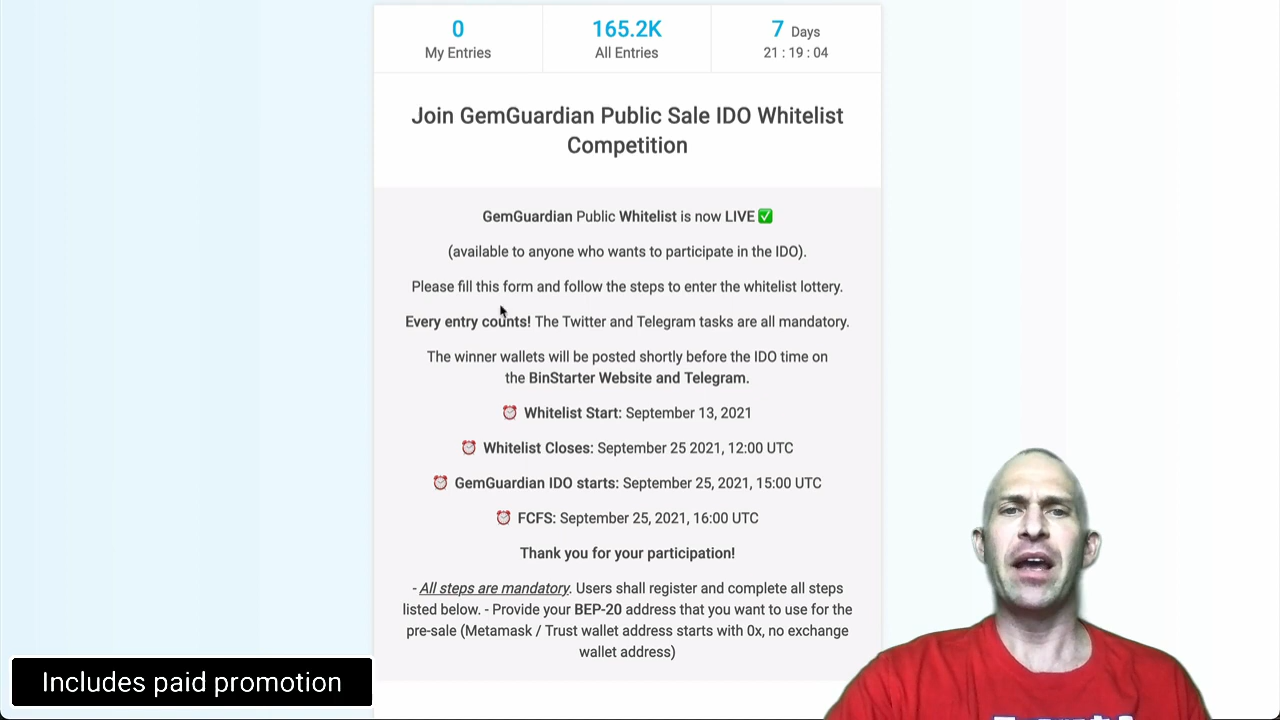 0
My Entries
165.2K
All Entries
7 Days
21 : 19 : 04
Join GemGuardian Public Sale IDO Whitelist
Competition
GemGuardian Public Whitelist is now LIVE ✅
(available to anyone who wants to participate in the IDO).
Please fill this form and follow the steps to enter the whitelist lottery.
Every entry counts! The Twitter and Telegram tasks are all mandatory.
The winner wallets will be posted shortly before the IDO time on
the BinStarter Website and Telegram.
⏰ Whitelist Start: September 13, 2021
⏰ Whitelist Closes: September 25 2021, 12:00 UTC
⏰ GemGuardian IDO starts: September 25, 2021, 15:00 UTC
⏰ FCFS: September 25, 2021, 16:00 UTC
Thank you for your participation!
- All steps are mandatory. Users shall register and complete all steps
listed below. - Provide your BEP-20 address that you want to use for the
pre-sale (Metamask / Trust wallet address starts with 0x, no exchange
wallet address)
Includes paid promotion